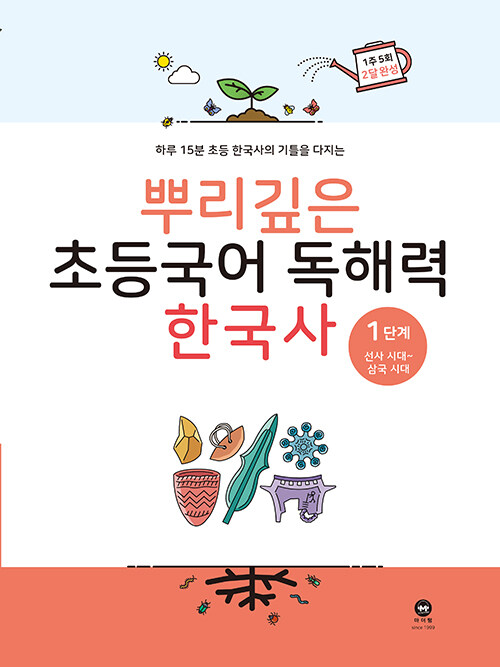 1주 5회
2달 완성
하루 15분 초등 한국사의 기틀을 다지는
뿌리깊은
초등국어 독해력
한국사
1단계
선사 시대~
삼국 시대
마더텅
since 1999